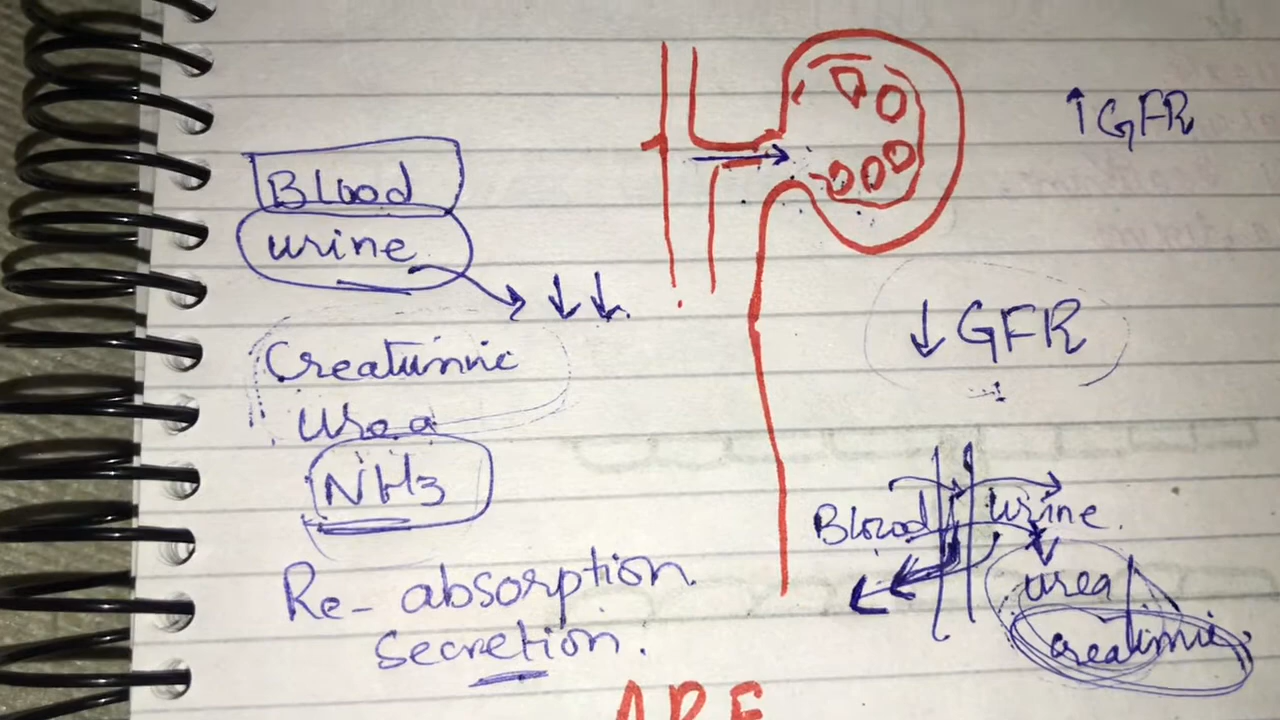 ↑ GFR
Blood
urine
↓↓.
↓ GFR
Creatinine
Urea
NH3
Blood urine.
urea
creatinine
Re-absorption.
secretion.
ARF